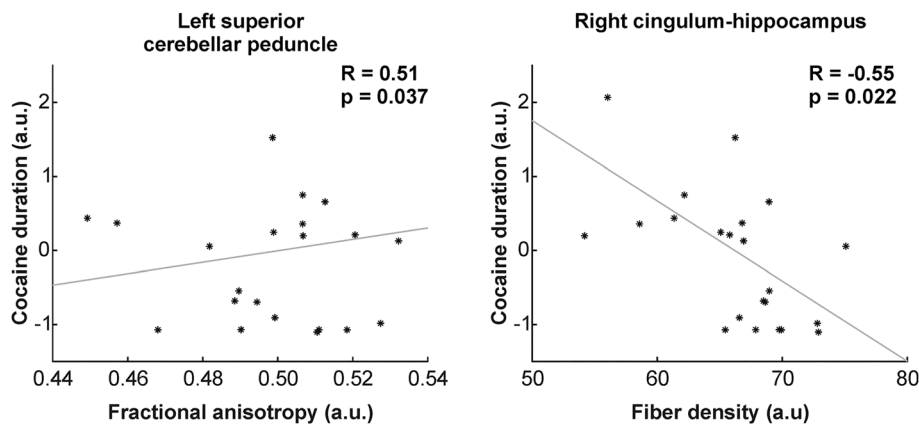 Left superior
cerebellar peduncle
R = 0.51
p = 0.037
Cocaine duration (a.u.)
2
1
0
-1
0.44 0.46 0.48 0.50 0.52 0.54
Fractional anisotropy (a.u.)
Right cingulum-hippocampus
R = -0.55
p = 0.022
Cocaine duration (a.u.)
2
1
0
-1
50 60 70 80
Fiber density (a.u)